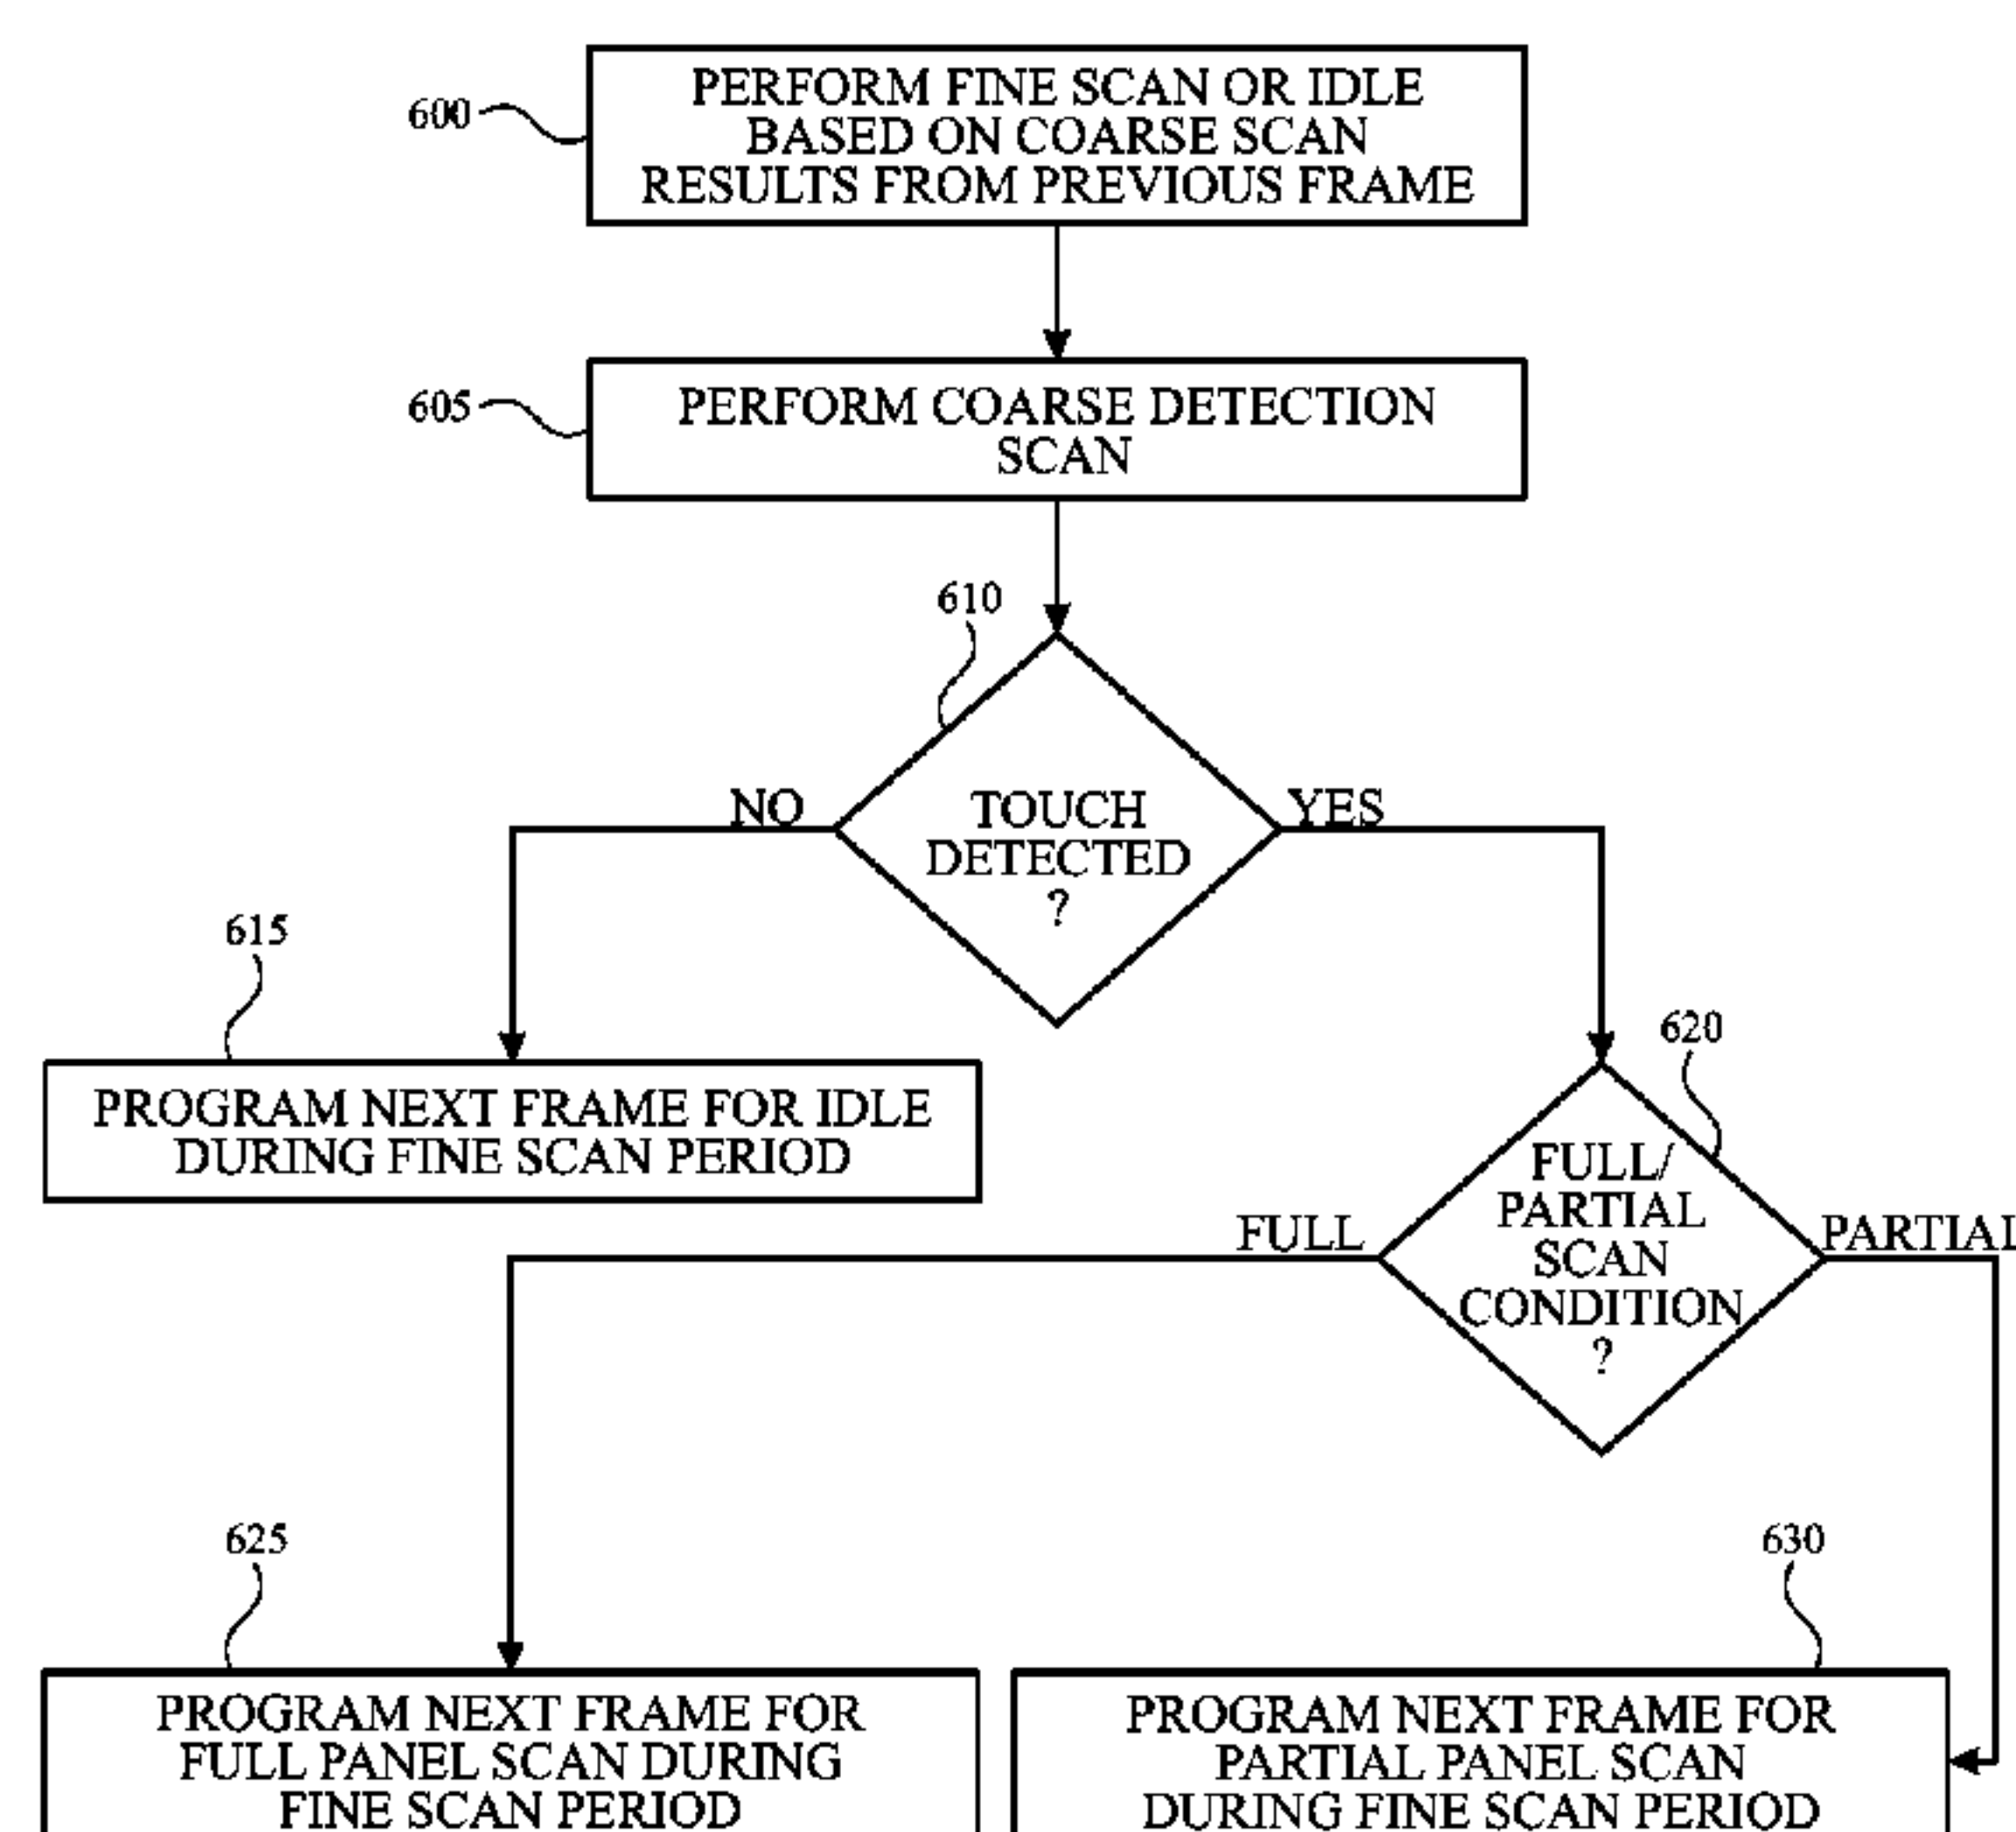 600
PERFORM FINE SCAN OR IDLE
BASED ON COARSE SCAN
RESULTS FROM PREVIOUS FRAME
605
PERFORM COARSE DETECTION
SCAN
610
TOUCH
DETECTED
?
NO
YES
615
PROGRAM NEXT FRAME FOR IDLE
DURING FINE SCAN PERIOD
620
FULL/
PARTIAL
SCAN
CONDITION
?
FULL
PARTIAL
625
PROGRAM NEXT FRAME FOR
FULL PANEL SCAN DURING
FINE SCAN PERIOD
630
PROGRAM NEXT FRAME FOR
PARTIAL PANEL SCAN
DURING FINE SCAN PERIOD